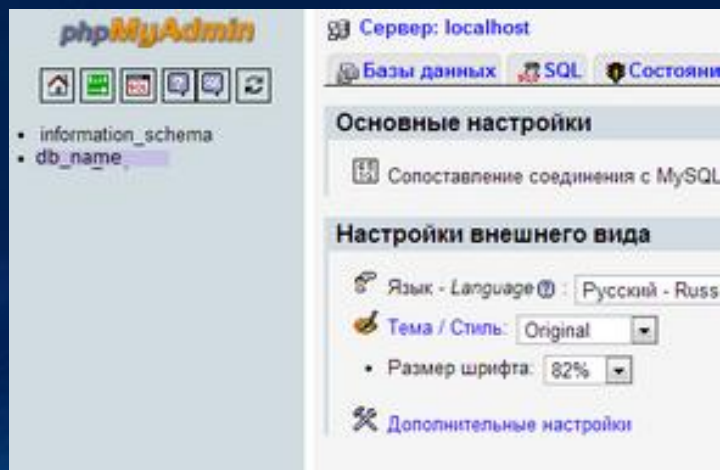 phpMyAdmin
information_schema
db_name
Сервер: localhost
Базы данных SQL Состояни
Основные настройки
Сопоставление соединения с MySQL
Настройки внешнего вида
Язык - Language : Русский - Russ
Тема / Стиль: Original
Размер шрифта: 82%
Дополнительные настройки